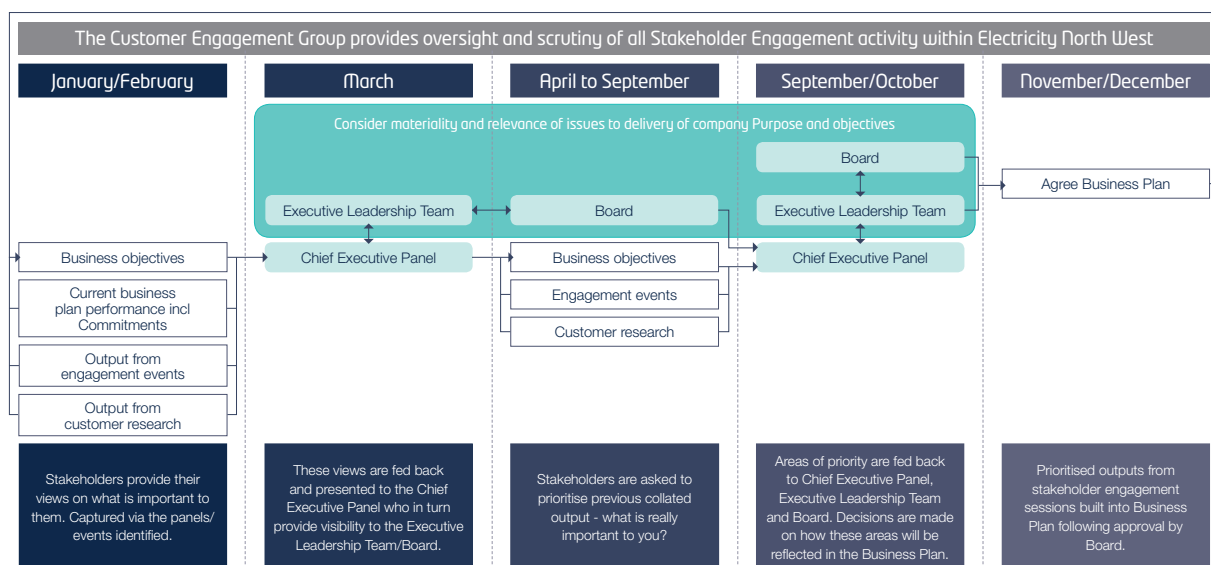 The Customer Engagement Group provides oversight and scrutiny of all Stakeholder Engagement activity within Electricity North West
January/February
March
April to September
September/October
November/December
Consider materiality and relevance of issues to delivery of company Purpose and objectives
Board
Agree Business Plan
Executive Leadership Team
Board
Executive Leadership Team
Business objectives
Chief Executive Panel
Business objectives
Chief Executive Panel
Current business
plan performance incl
Commitments
Engagement events
Customer research
Output from
engagement events
Output from
customer research
Stakeholders provide their
views on what is important to
them. Captured via the panels/
events identified.
These views are fed back
and presented to the Chief
Executive Panel who in turn
provide visibility to the Executive
Leadership Team/Board.
Stakeholders are asked to
prioritise previous collated
output - what is really
important to you?
Areas of priority are fed back
to Chief Executive Panel,
Executive Leadership Team
and Board. Decisions are made
on how these areas will be
reflected in the Business Plan.
Prioritised outputs from
stakeholder engagement
sessions built into Business
Plan following approval by
Board.